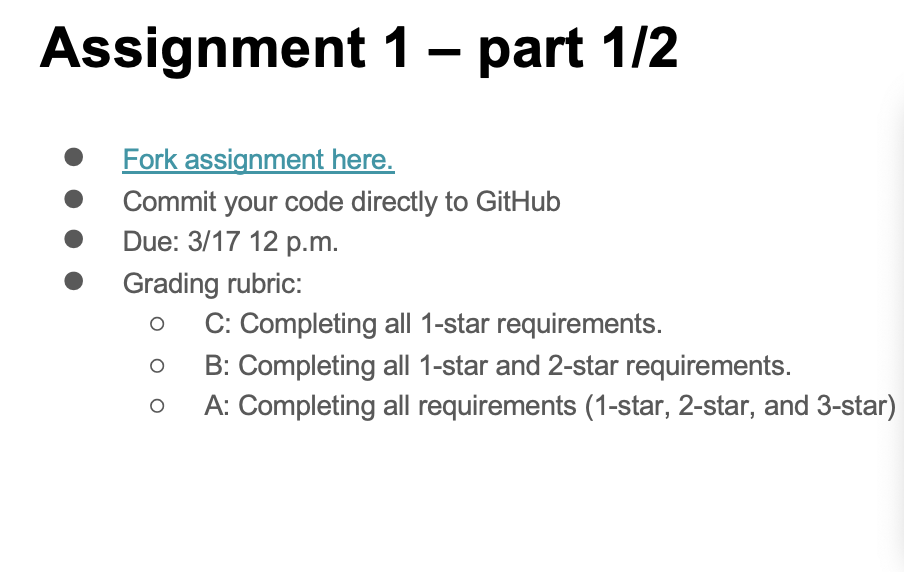 Assignment 1 – part 1/2
● Fork assignment here.
● Commit your code directly to GitHub
● Due: 3/17 12 p.m.
● Grading rubric:
○ C: Completing all 1-star requirements.
○ B: Completing all 1-star and 2-star requirements.
○ A: Completing all requirements (1-star, 2-star, and 3-star)